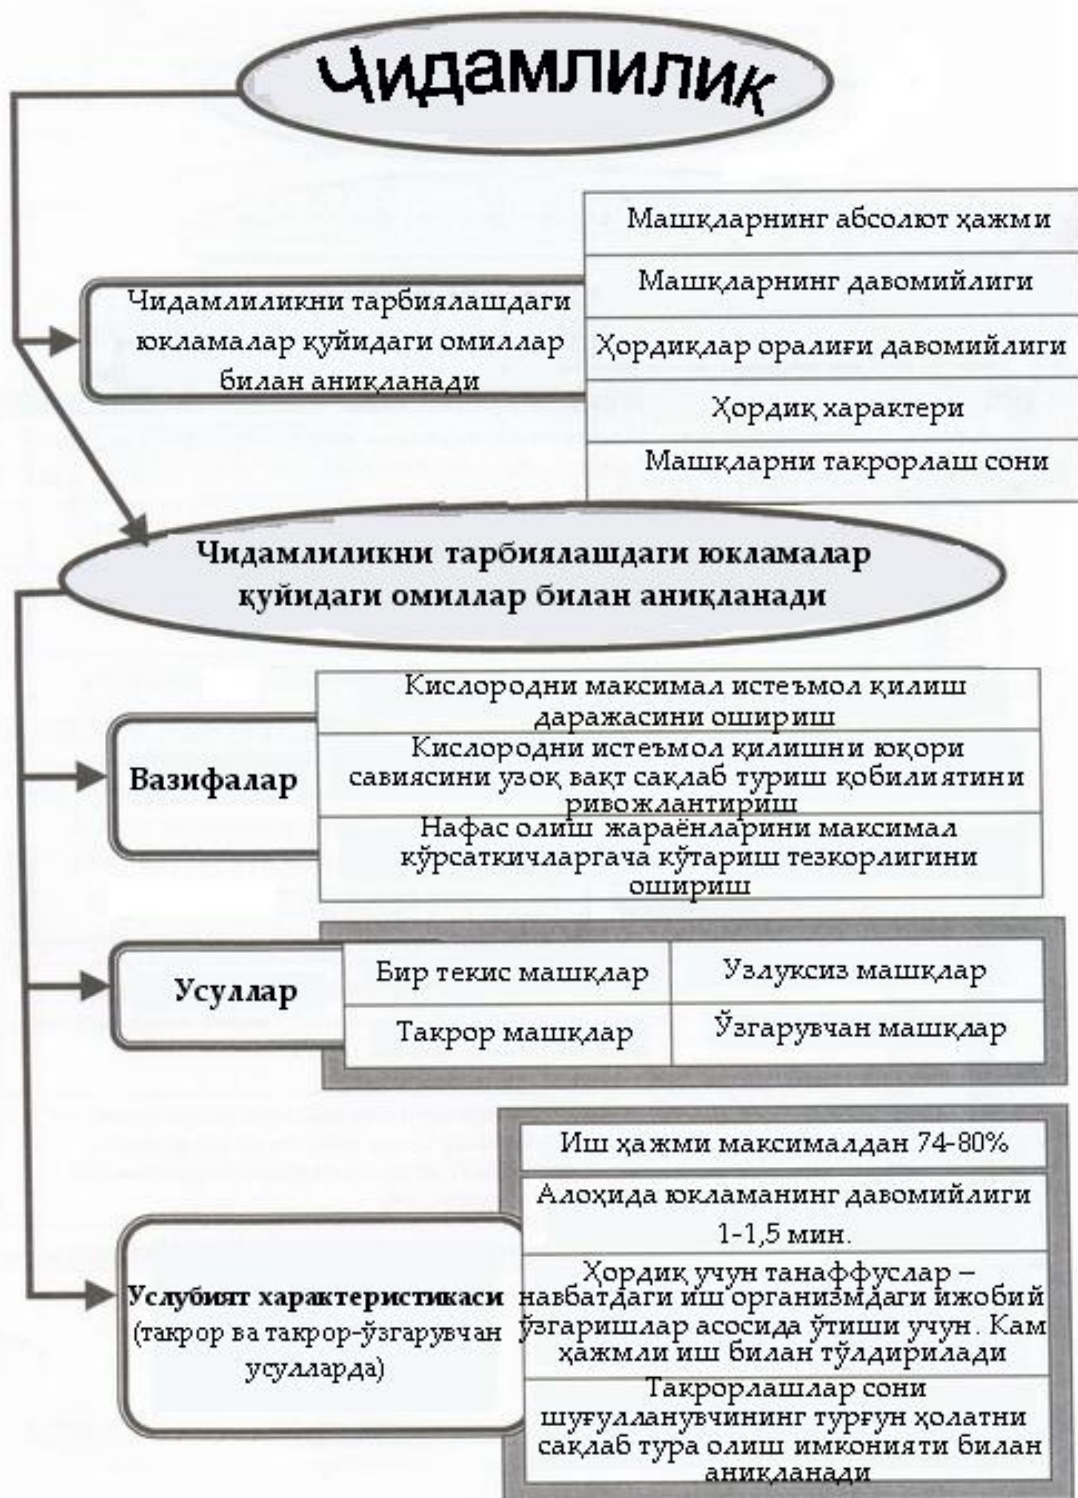 Чидамлилиқ
Машқларнинг абсолют ҳажми
Машқларнинг давомийлиги
Чидамлиликни тарбиялашдаги
юкламалар қуйидаги омиллар
билан аниқланади
Ҳордиқлар оралиғи давомийлиги
Ҳордиқ характери
Машқларни такрорлаш сони
Чидамлиликни тарбиялашдаги юкламалар
қуйидаги омиллар билан аниқланади
Вазифалар
Кислородни максимал истеъмол қилиш
даражасини ошириш
Кислородни истеъмол қилишни юқори
савиясини узоқ вақт сақлаб туриш қобилиятини
ривожлантириш
Нафас олиш жараёнларини максимал
кўрсаткичларгача кўтариш тезкорлигини
ошириш
Усуллар
Бир текис машқлар
Узлуксиз машқлар
Такрор машқлар
Ўзгарувчан машқлар
Услубият характеристикаси
(такрор ва такрор-ўзгарувчан
усулларда)
Иш ҳажми максималдан 74-80%
Алоҳида юкламанинг давомийлиги
1-1,5 мин.
Ҳордиқ учун танаффуслар –
навбатдаги иш организмдаги ижобий
ўзгаришлар асосида ўтиши учун. Кам
ҳажмли иш билан тўлдирилади
Такрорлашлар сони
шуғулланувчининг турғун ҳолатни
сақлаб тура олиш имконияти билан
аниқланади